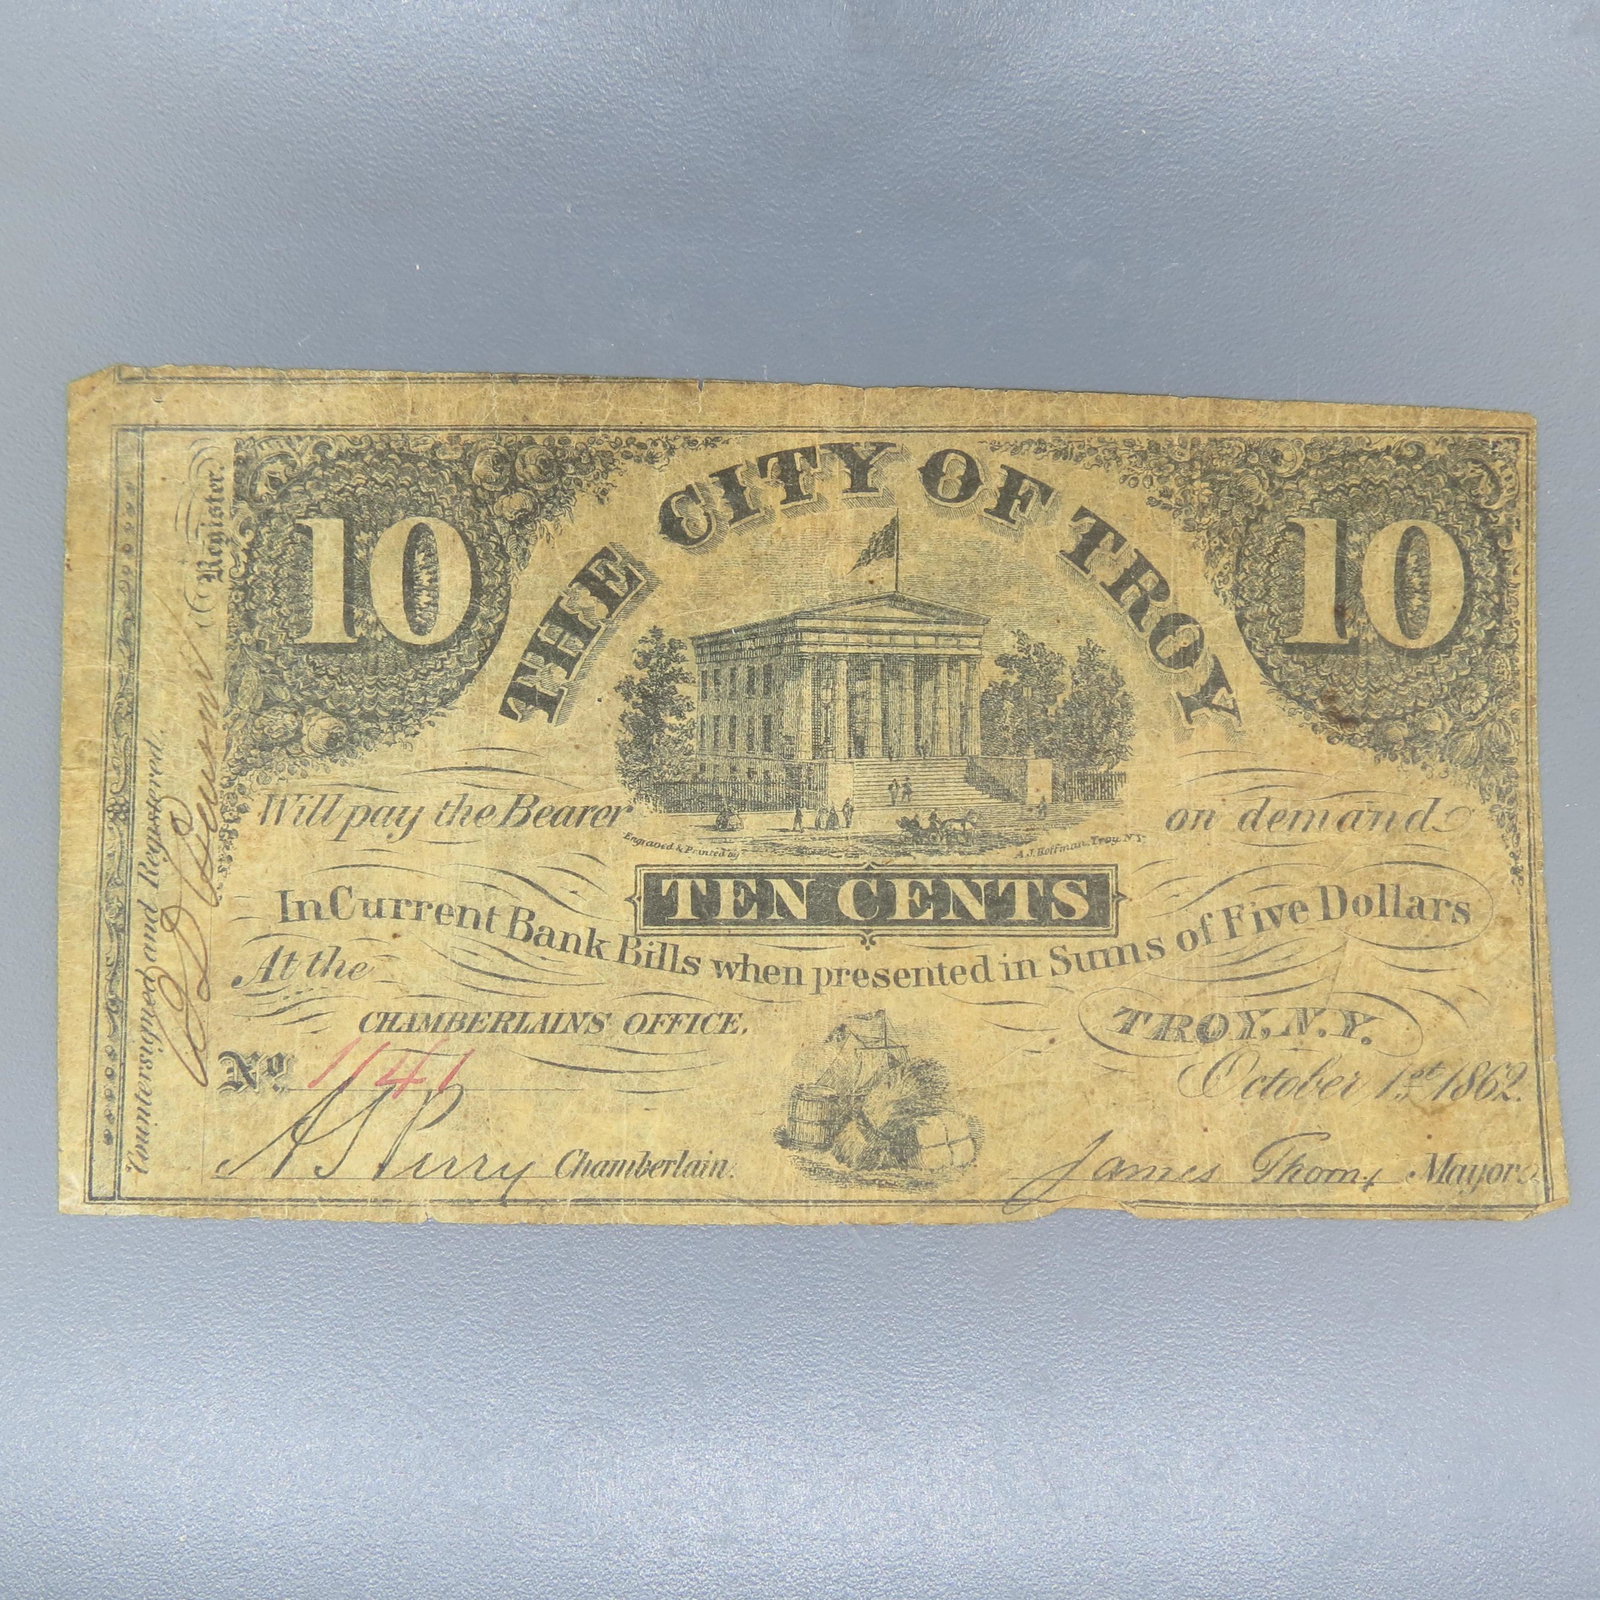 THE CITY OF TROY
10 10
Will pay the Bearer on demand
Engraved & Printed by A.J. Hoffman, Troy, N.Y.
TEN CENTS
In Current Bank Bills when presented in Sums of Five Dollars
At the
CHAMBERLAINS OFFICE, TROY, N.Y.
No. 1141 October 1st 1862.
A S Perry Chamberlain. James Thorn, Mayor
Countersigned and Registered.
Register.